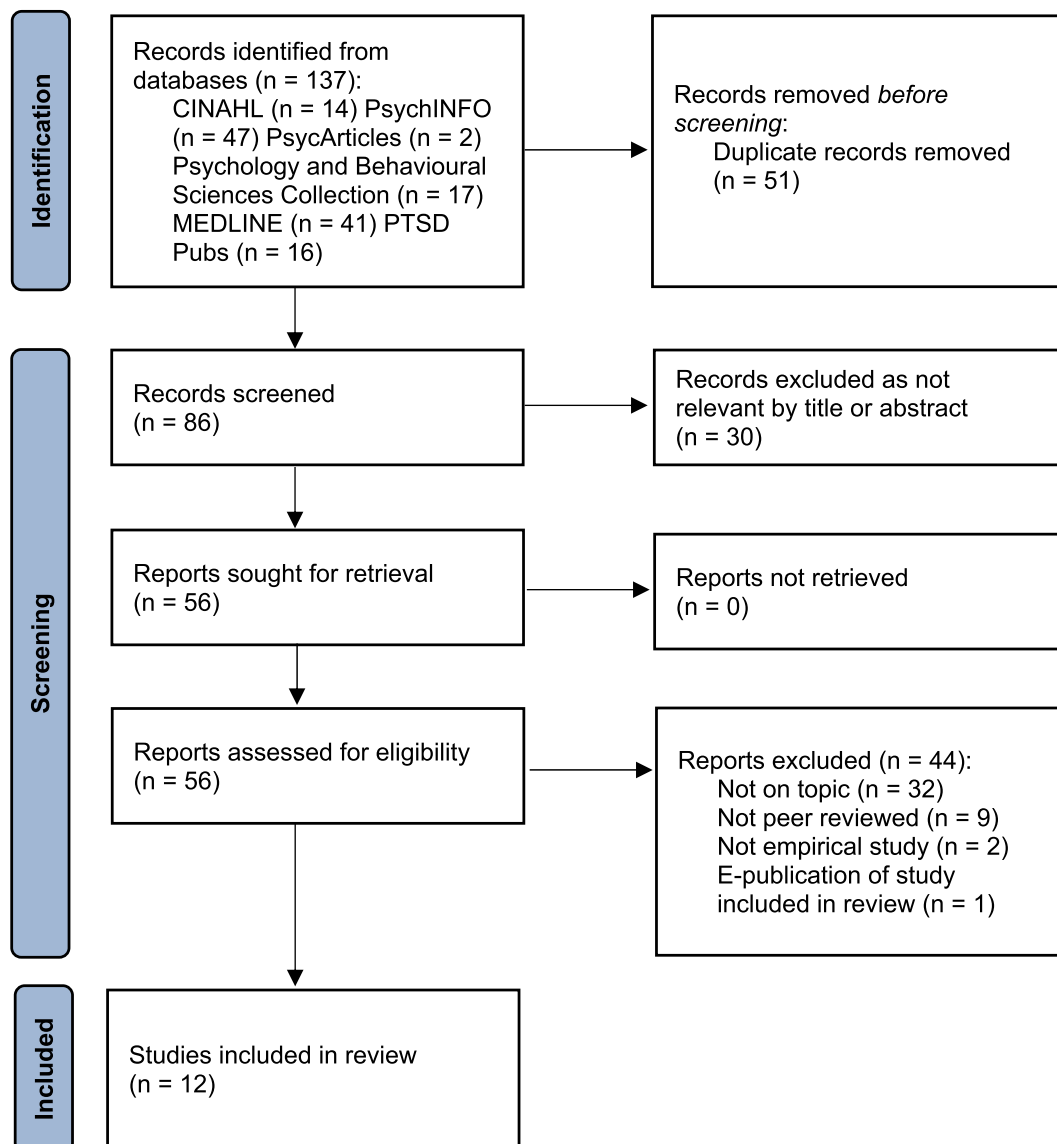 Identification
Records identified from
databases (n = 137):
CINAHL (n = 14) PsychINFO
(n = 47) PsycArticles (n = 2)
Psychology and Behavioural
Sciences Collection (n = 17)
MEDLINE (n = 41) PTSD
Pubs (n = 16)
Records removed before
screening:
Duplicate records removed
(n = 51)
Screening
Records screened
(n = 86)
Records excluded as not
relevant by title or abstract
(n = 30)
Reports sought for retrieval
(n = 56)
Reports not retrieved
(n = 0)
Reports assessed for eligibility
(n = 56)
Reports excluded (n = 44):
Not on topic (n = 32)
Not peer reviewed (n = 9)
Not empirical study (n = 2)
E-publication of study
included in review (n = 1)
Included
Studies included in review
(n = 12)